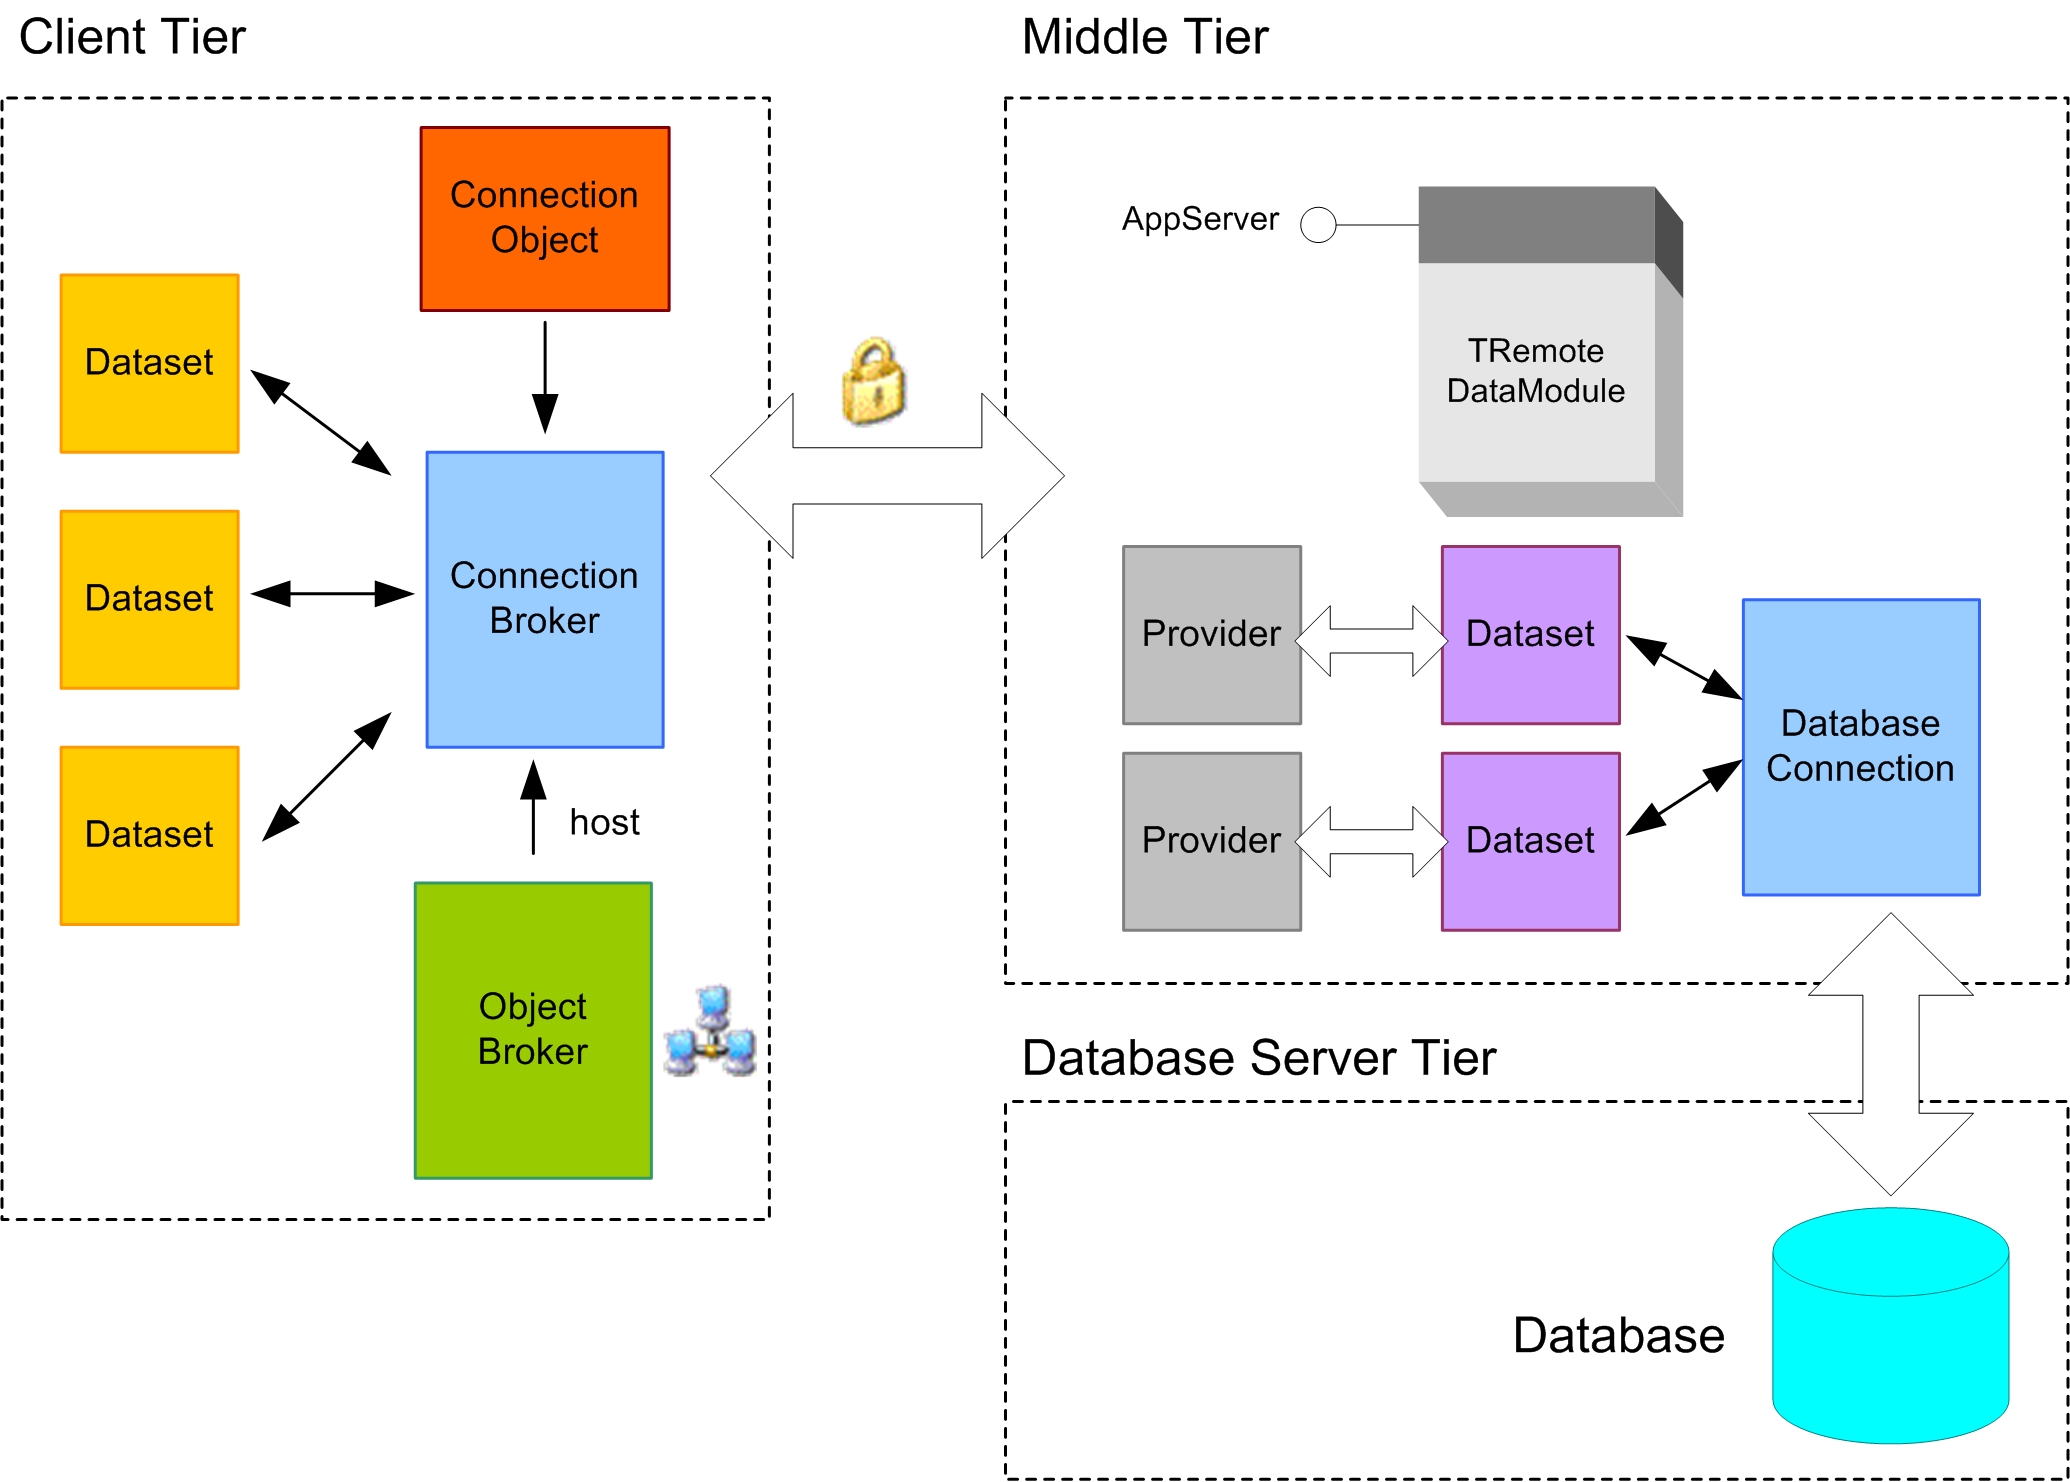 Client Tier
Connection
Object
Dataset
Dataset
Connection
Broker
Dataset
host
Object
Broker
Middle Tier
AppServer
TRemote
DataModule
Provider
Dataset
Database
Connection
Provider
Dataset
Database Server Tier
Database